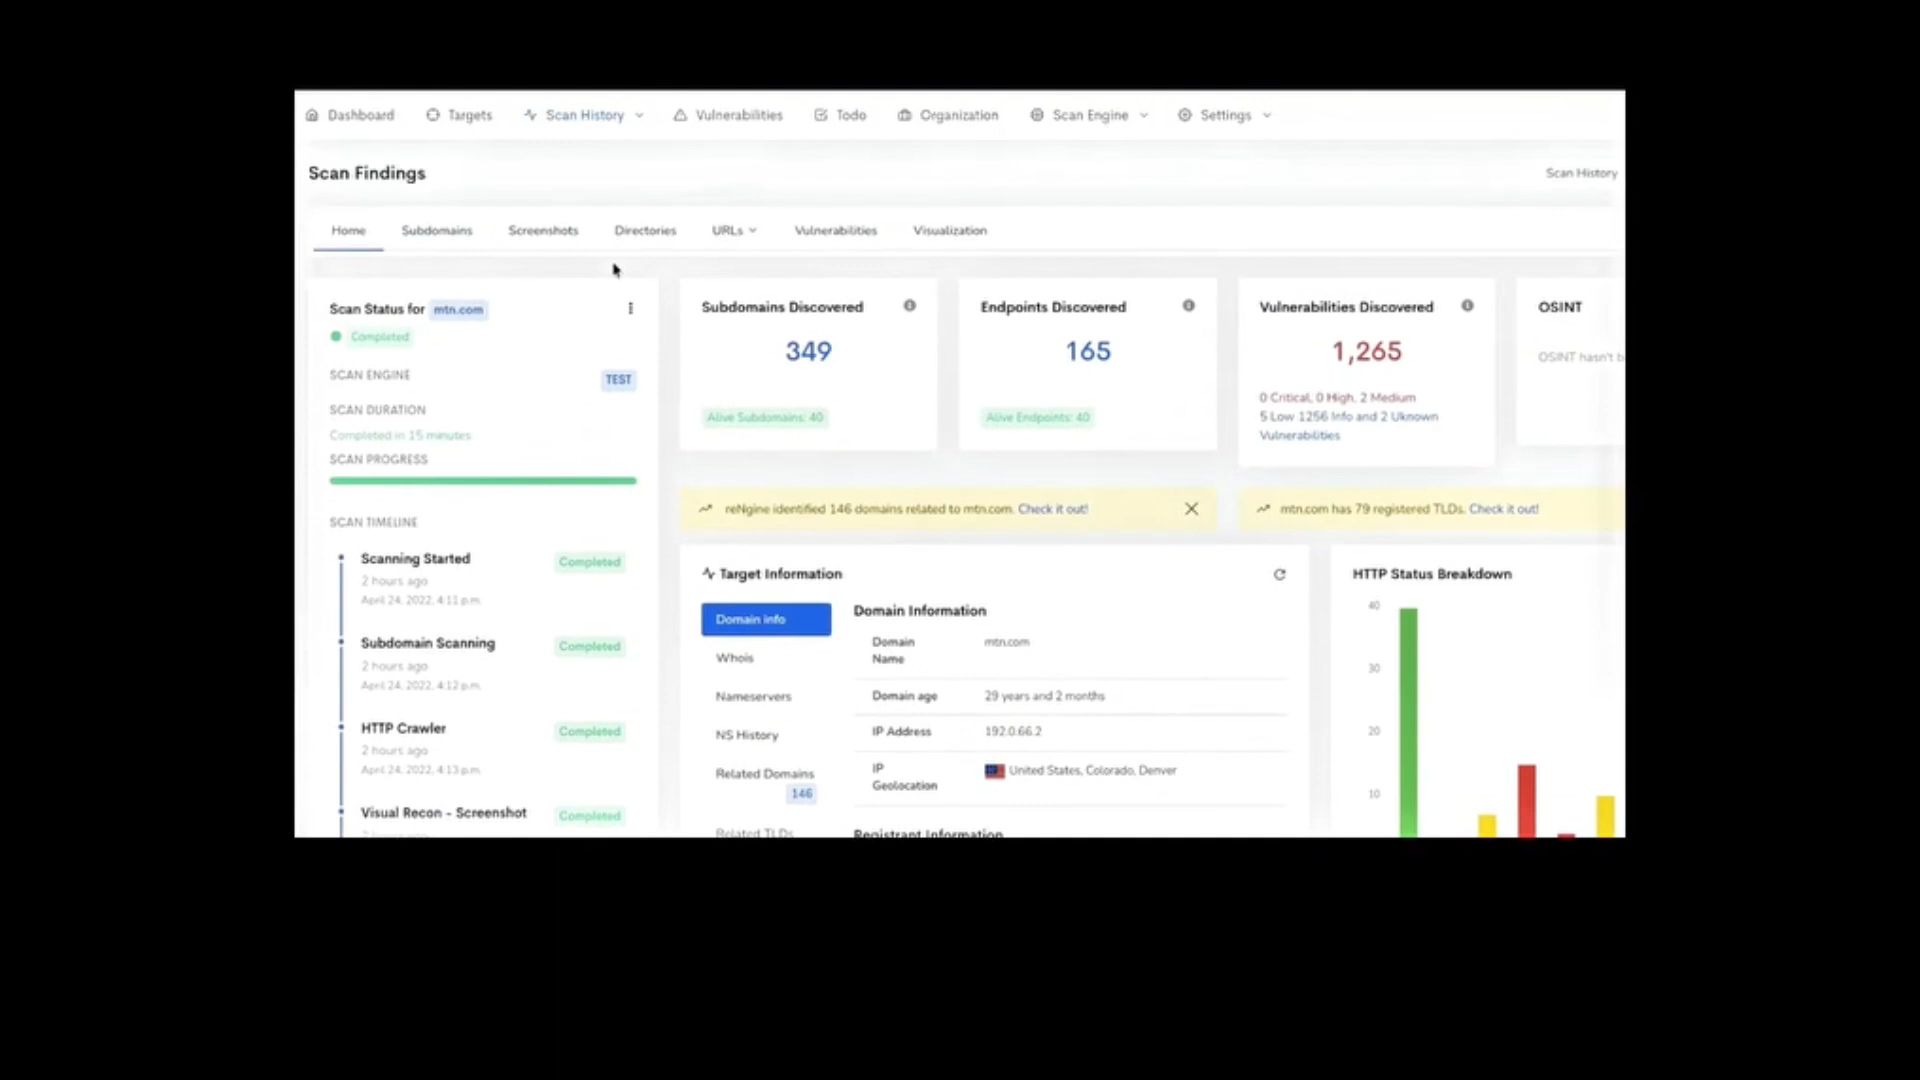 Dashboard Targets Scan History Vulnerabilities Todo Organization Scan Engine Settings
Scan Findings
Scan History
Home Subdomains Screenshots Directories URLs Vulnerabilities Visualization
Scan Status for mtn.com
Completed
SCAN ENGINE
TEST
SCAN DURATION
Completed in 15 minutes
SCAN PROGRESS
SCAN TIMELINE
Scanning Started
Completed
2 hours ago
April 24, 2022, 4:11 p.m.
Subdomain Scanning
Completed
2 hours ago
April 24, 2022, 4:12 p.m.
HTTP Crawler
Completed
2 hours ago
April 24, 2022, 4:13 p.m.
Visual Recon - Screenshot
Completed
Subdomains Discovered
349
Alive Subdomains: 40
Endpoints Discovered
165
Alive Endpoints: 40
Vulnerabilities Discovered
1,265
0 Critical, 0 High, 2 Medium
5 Low 1256 Info and 2 Uknown
Vulnerabilities
OSINT
OSINT hasn't b
reNgine identified 146 domains related to mtn.com. Check it out!
mtn.com has 79 registered TLDs. Check it out!
Target Information
Domain info
Whois
Nameservers
NS History
Related Domains
146
Related TLDs
Domain Information
Domain
Name
mtn.com
Domain age
29 years and 2 months
IP Address
192.0.66.2
IP
Geolocation
United States, Colorado, Denver
Registrant Information
HTTP Status Breakdown
40
30
20
10